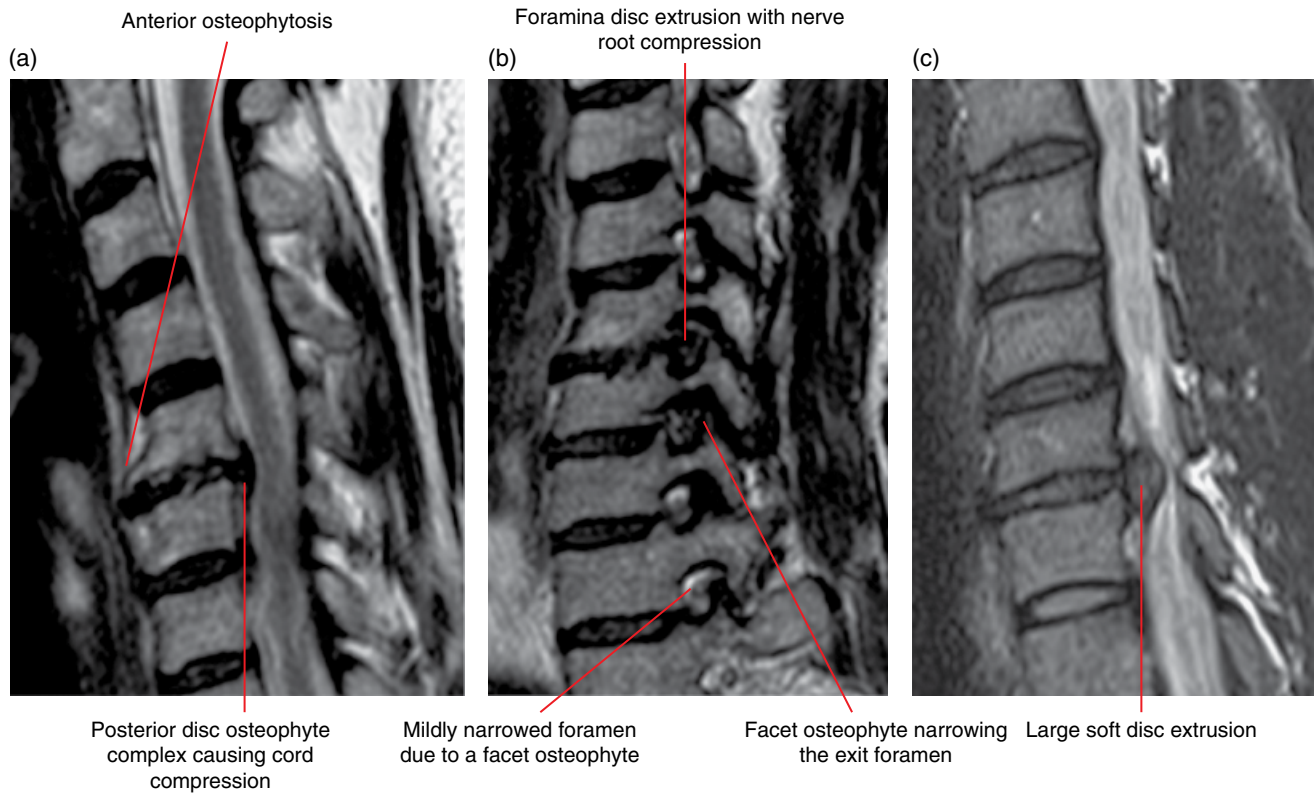 Anterior osteophytosis
Foramina disc extrusion with nerve
root compression
(a)
(b)
(c)
Posterior disc osteophyte
complex causing cord
compression
Mildly narrowed foramen
due to a facet osteophyte
Facet osteophyte narrowing
the exit foramen
Large soft disc extrusion